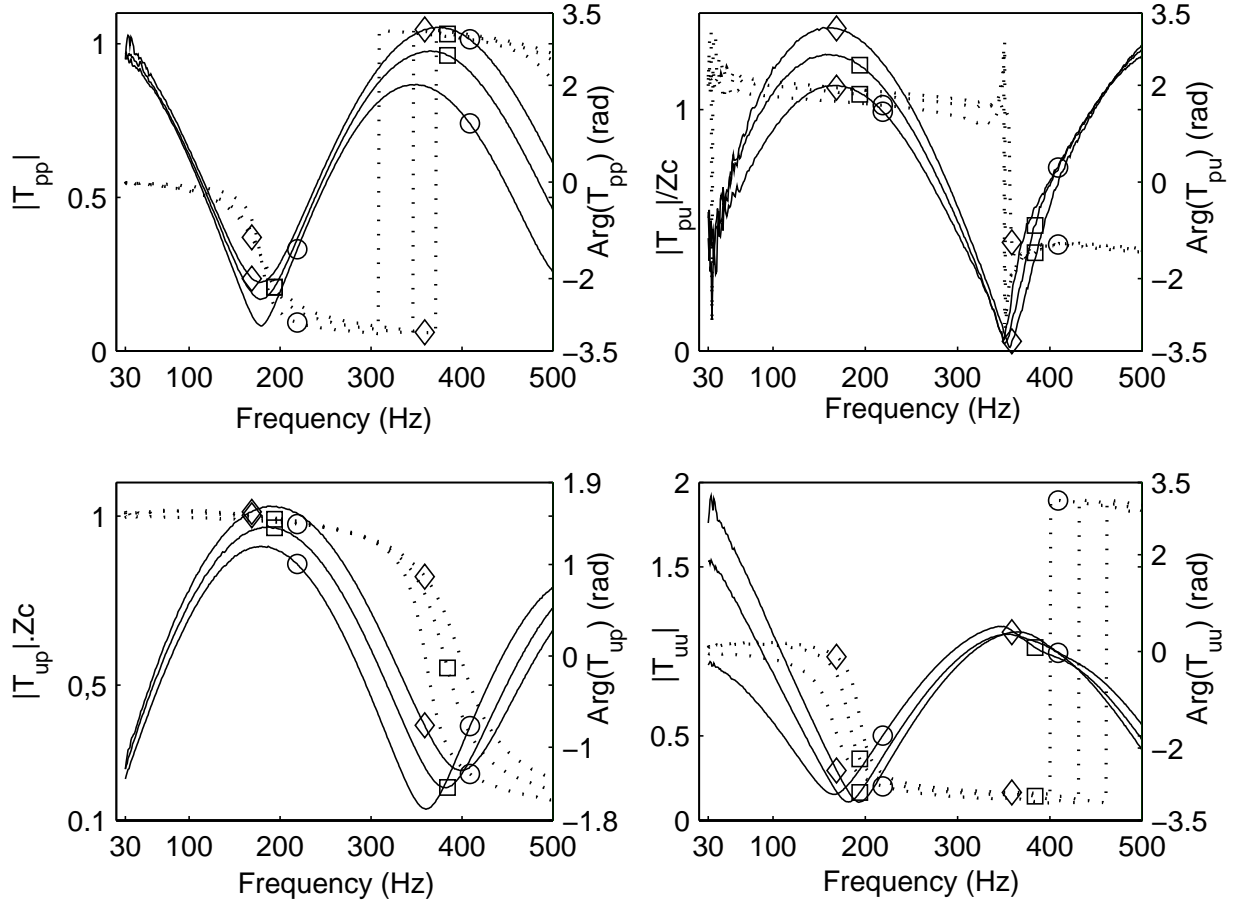 1
0.5
0
|T_pp|
3.5
2
0
−2
−3.5
Arg(T_pp) (rad)
30 100 200 300 400 500
Frequency (Hz)
1
0
|T_pu|/Zc
3.5
2
0
−2
−3.5
Arg(T_pu) (rad)
30 100 200 300 400 500
Frequency (Hz)
1
0,5
0.1
|T_up|.Zc
1.9
1
0
−1
−1.8
Arg(T_up) (rad)
30 100 200 300 400 500
Frequency (Hz)
2
1.5
1
0.5
0
|T_uu|
3.5
2
0
−2
−3.5
Arg(T_uu) (rad)
30 100 200 300 400 500
Frequency (Hz)